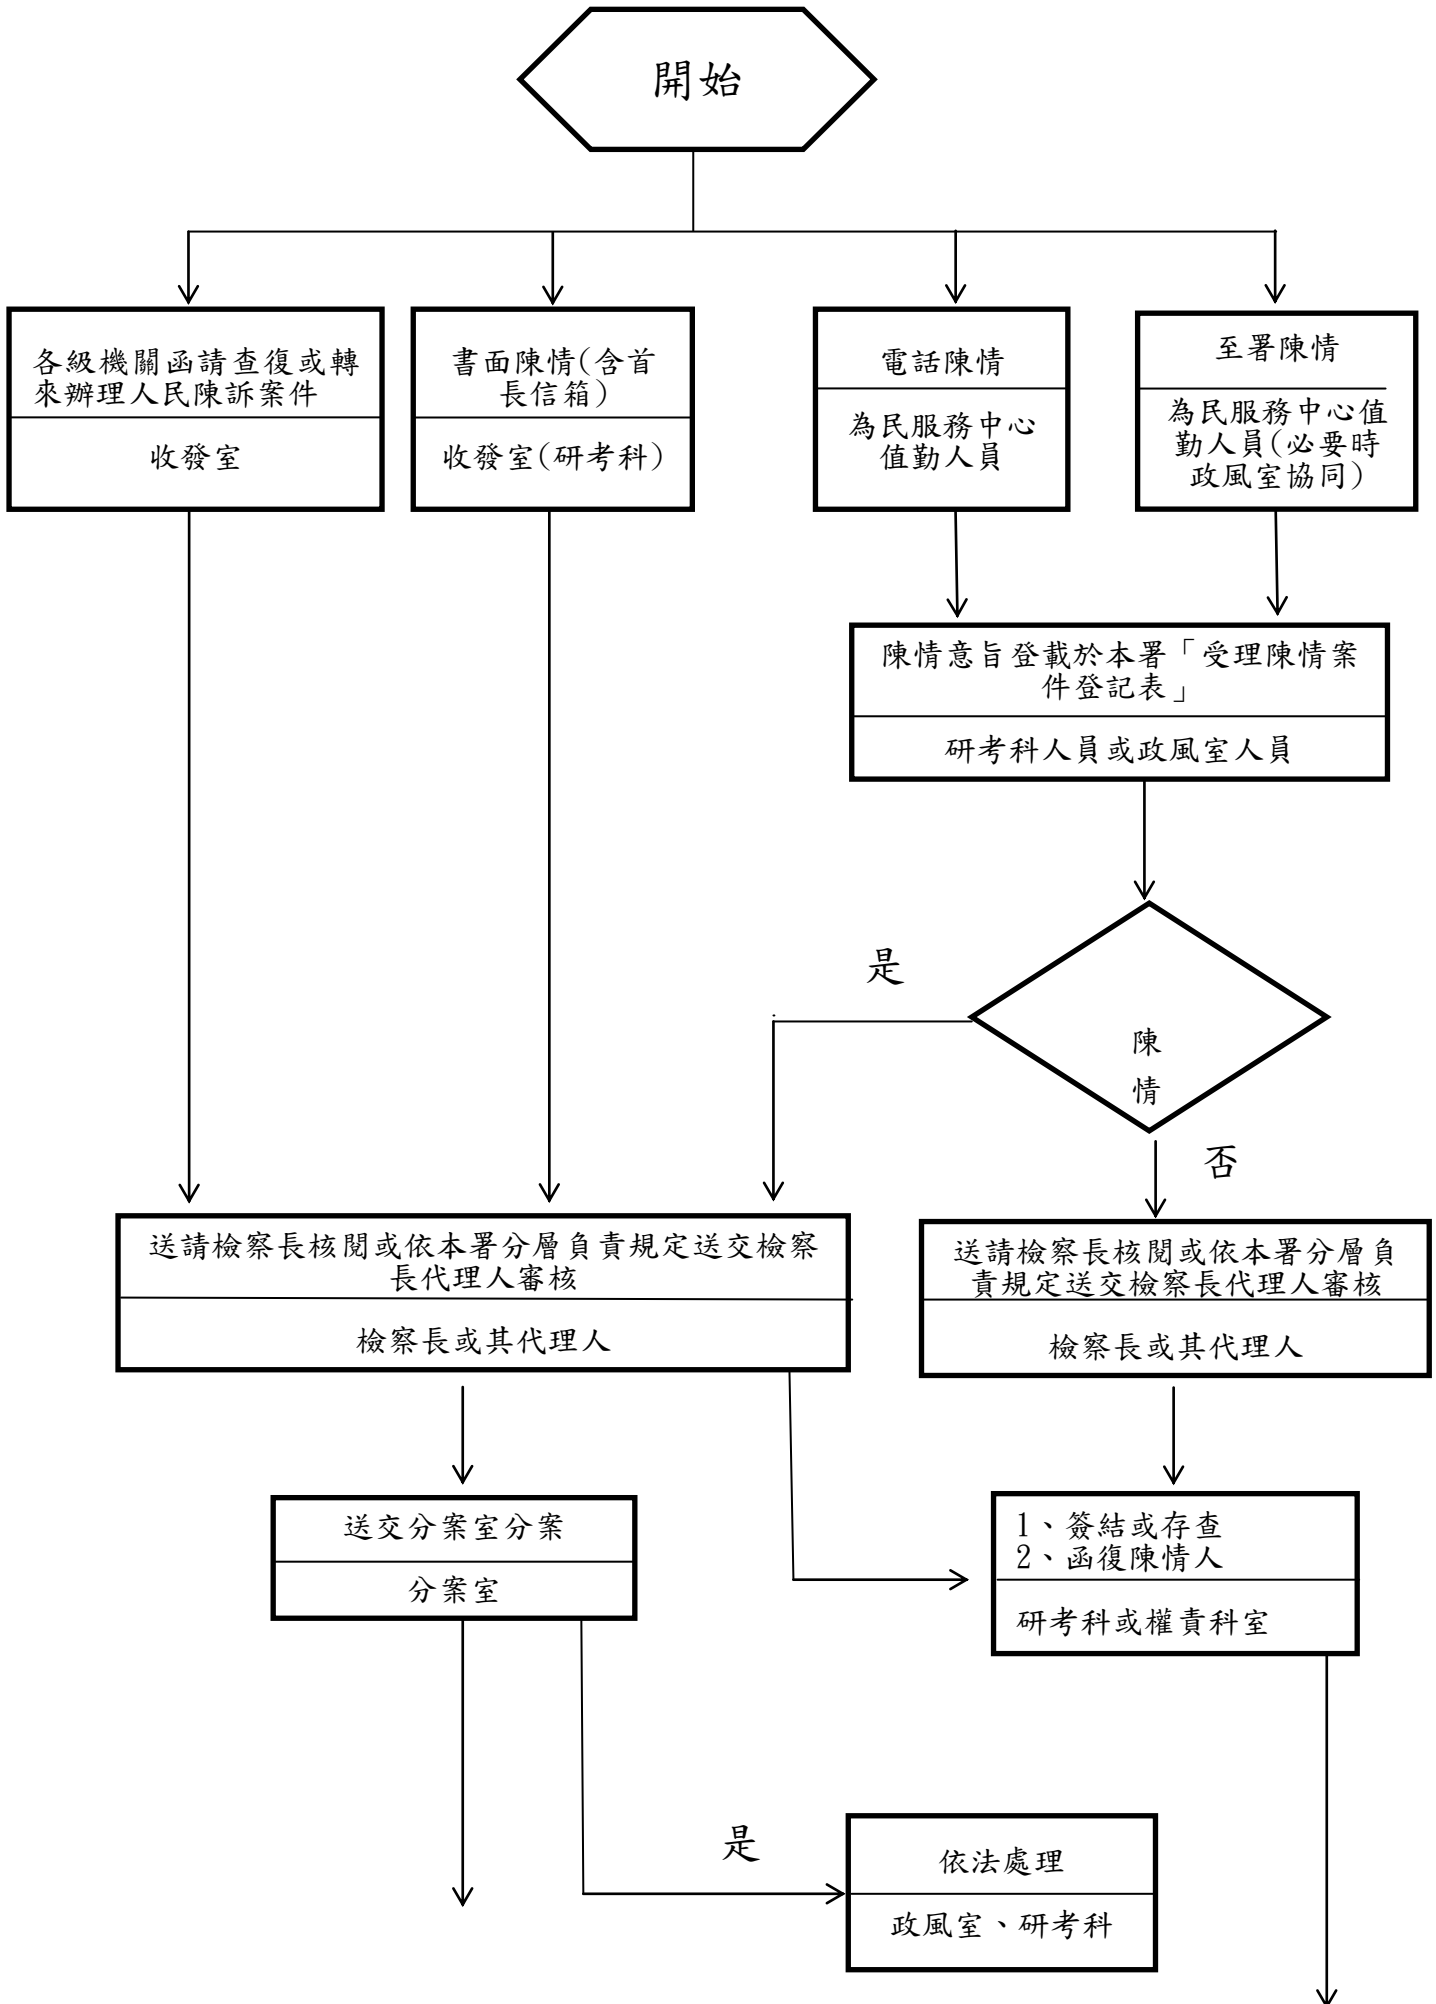 開始
各級機關函請查復或轉
來辦理人民陳訴案件
收發室
書面陳情(含首
長信箱)
收發室(研考科)
電話陳情
為民服務中心
值勤人員
至署陳情
為民服務中心值
勤人員(必要時
政風室協同)
陳情意旨登載於本署「受理陳情案
件登記表」
研考科人員或政風室人員
是
陳
情
否
送請檢察長核閱或依本署分層負責規定送交檢察
長代理人審核
檢察長或其代理人
送請檢察長核閱或依本署分層負
責規定送交檢察長代理人審核
檢察長或其代理人
送交分案室分案
分案室
1、簽結或存查
2、函復陳情人
研考科或權責科室
是
依法處理
政風室、研考科